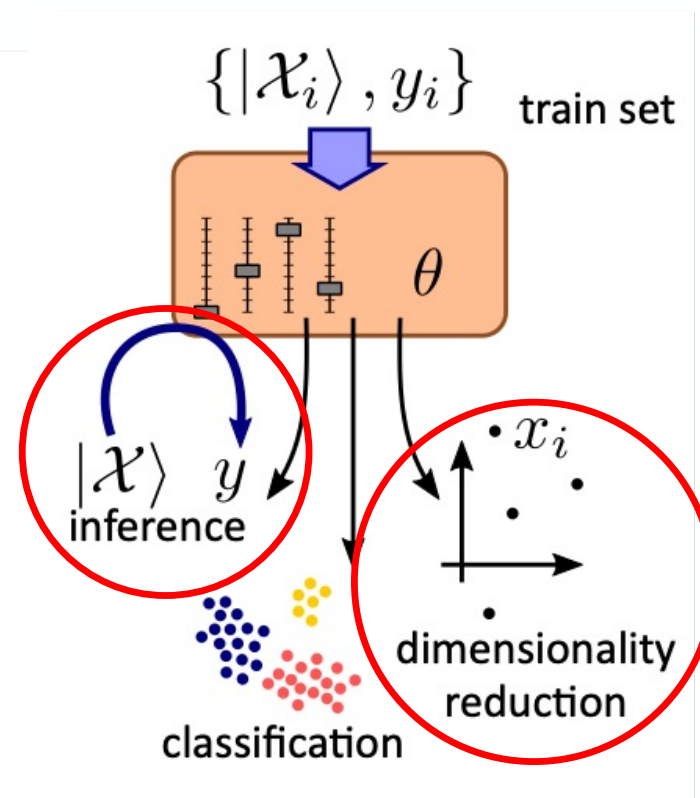 {|𝒳ᵢ⟩, yᵢ}
train set
θ
|𝒳⟩ y
inference
xᵢ
dimensionality
reduction
classification